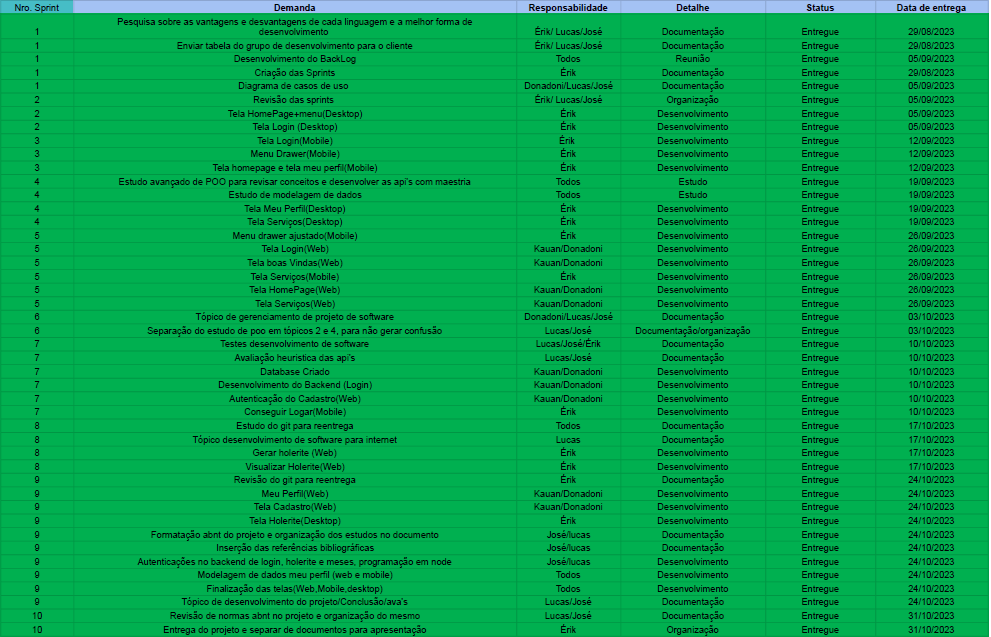 Nro. Sprint Demanda Responsabilidade Detalhe Status Data de entrega
Pesquisa sobre as vantagens e desvantagens de cada linguagem e a melhor forma de
1 desenvolvimento Érik/ Lucas/José Documentação Entregue 29/08/2023
1 Enviar tabela do grupo de desenvolvimento para o cliente Érik/ Lucas/José Documentação Entregue 29/08/2023
1 Desenvolvimento do BackLog Todos Reunião Entregue 05/09/2023
1 Criação das Sprints Érik Documentação Entregue 29/08/2023
1 Diagrama de casos de uso Donadoni/Lucas/José Documentação Entregue 05/09/2023
2 Revisão das sprints Érik/ Lucas/José Organização Entregue 05/09/2023
2 Tela HomePage+menu(Desktop) Érik Desenvolvimento Entregue 05/09/2023
2 Tela Login (Desktop) Érik Desenvolvimento Entregue 05/09/2023
3 Tela Login(Mobile) Érik Desenvolvimento Entregue 12/09/2023
3 Menu Drawer(Mobile) Érik Desenvolvimento Entregue 12/09/2023
3 Tela homepage e tela meu perfil(Mobile) Érik Desenvolvimento Entregue 12/09/2023
4 Estudo avançado de POO para revisar conceitos e desenvolver as api's com maestria Todos Estudo Entregue 19/09/2023
4 Estudo de modelagem de dados Todos Estudo Entregue 19/09/2023
4 Tela Meu Perfil(Desktop) Érik Desenvolvimento Entregue 19/09/2023
4 Tela Serviços(Desktop) Érik Desenvolvimento Entregue 19/09/2023
5 Menu drawer ajustado(Mobile) Érik Desenvolvimento Entregue 26/09/2023
5 Tela Login(Web) Kauan/Donadoni Desenvolvimento Entregue 26/09/2023
5 Tela boas Vindas(Web) Kauan/Donadoni Desenvolvimento Entregue 26/09/2023
5 Tela Serviços(Mobile) Érik Desenvolvimento Entregue 26/09/2023
5 Tela HomePage(Web) Kauan/Donadoni Desenvolvimento Entregue 26/09/2023
5 Tela Serviços(Web) Kauan/Donadoni Desenvolvimento Entregue 26/09/2023
6 Tópico de gerenciamento de projeto de software Donadoni/Lucas/José Documentação Entregue 03/10/2023
6 Separação do estudo de poo em tópicos 2 e 4, para não gerar confusão Lucas/José Documentação/organização Entregue 03/10/2023
7 Testes desenvolvimento de software Lucas/José/Érik Documentação Entregue 10/10/2023
7 Avaliação heurística das api's Lucas/José Documentação Entregue 10/10/2023
7 Database Criado Kauan/Donadoni Desenvolvimento Entregue 10/10/2023
7 Desenvolvimento do Backend (Login) Kauan/Donadoni Desenvolvimento Entregue 10/10/2023
7 Autenticação do Cadastro(Web) Kauan/Donadoni Desenvolvimento Entregue 10/10/2023
7 Conseguir Logar(Mobile) Érik Desenvolvimento Entregue 10/10/2023
8 Estudo do git para reentrega Todos Documentação Entregue 17/10/2023
8 Tópico desenvolvimento de software para internet Lucas Documentação Entregue 17/10/2023
8 Gerar holerite (Web) Érik Desenvolvimento Entregue 17/10/2023
8 Visualizar Holerite(Web) Érik Desenvolvimento Entregue 17/10/2023
9 Revisão do git para reentrega Érik Documentação Entregue 24/10/2023
9 Meu Perfil(Web) Kauan/Donadoni Desenvolvimento Entregue 24/10/2023
9 Tela Cadastro(Web) Kauan/Donadoni Desenvolvimento Entregue 24/10/2023
9 Tela Holerite(Desktop) Érik Desenvolvimento Entregue 24/10/2023
9 Formatação abnt do projeto e organização dos estudos no documento José/lucas Documentação Entregue 24/10/2023
9 Inserção das referências bibliográficas José/lucas Documentação Entregue 24/10/2023
9 Autenticações no backend de login, holerite e meses, programação em node José/lucas Desenvolvimento Entregue 24/10/2023
9 Modelagem de dados meu perfil (web e mobile) Todos Desenvolvimento Entregue 24/10/2023
9 Finalização das telas(Web,Mobile,desktop) Todos Desenvolvimento Entregue 24/10/2023
9 Tópico de desenvolvimento do projeto/Conclusão/ava's Lucas/José Documentação Entregue 24/10/2023
10 Revisão de normas abnt no projeto e organização do mesmo Lucas/José Documentação Entregue 31/10/2023
10 Entrega do projeto e separar de documentos para apresentação Érik Organização Entregue 31/10/2023